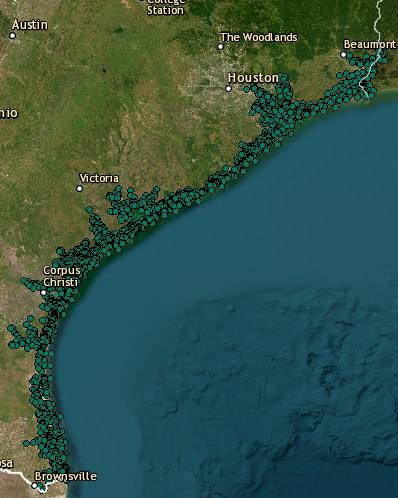 College
Station
Austin
The Woodlands
Beaumont
Houston
nio
Victoria
Corpus
Christi
osa
Brownsville